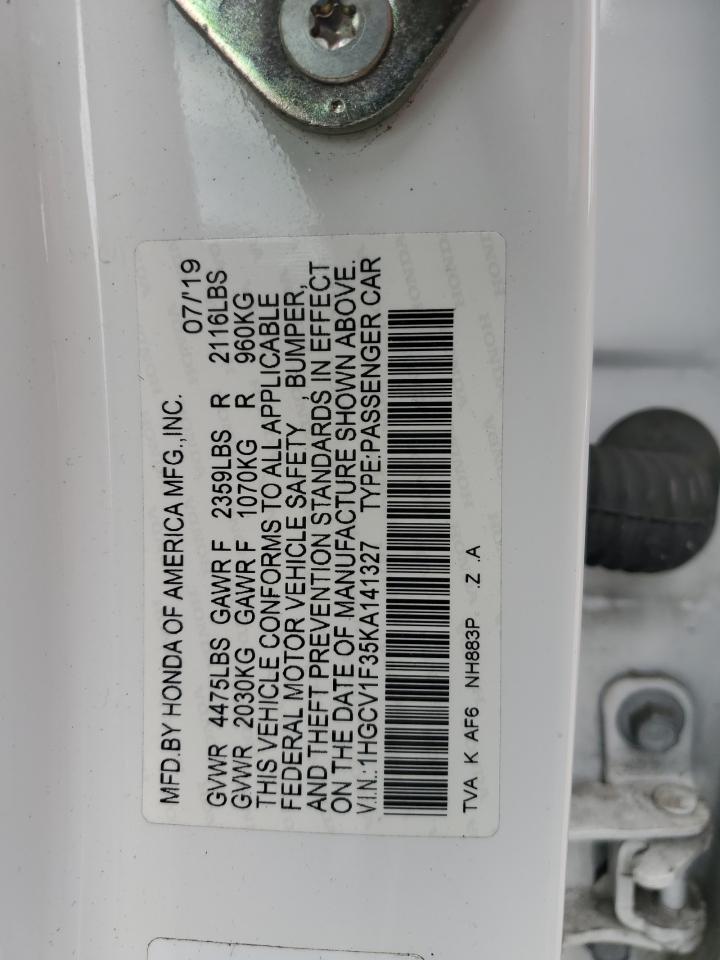 MFD.BY HONDA OF AMERICA MFG.,INC. 07/'19
GVWR 4475LBS GAWR F 2359LBS R 2116LBS
GVWR 2030KG GAWR F 1070KG R 960KG
THIS VEHICLE CONFORMS TO ALL APPLICABLE
FEDERAL MOTOR VEHICLE SAFETY , BUMPER,
AND THEFT PREVENTION STANDARDS, IN EFFECT
ON THE DATE OF MANUFACTURE SHOWN ABOVE.
V.I.N.:1HGCV1F35KA141327 TYPE:PASSENGER CAR
TVA K AF6 NH883P .Z .A